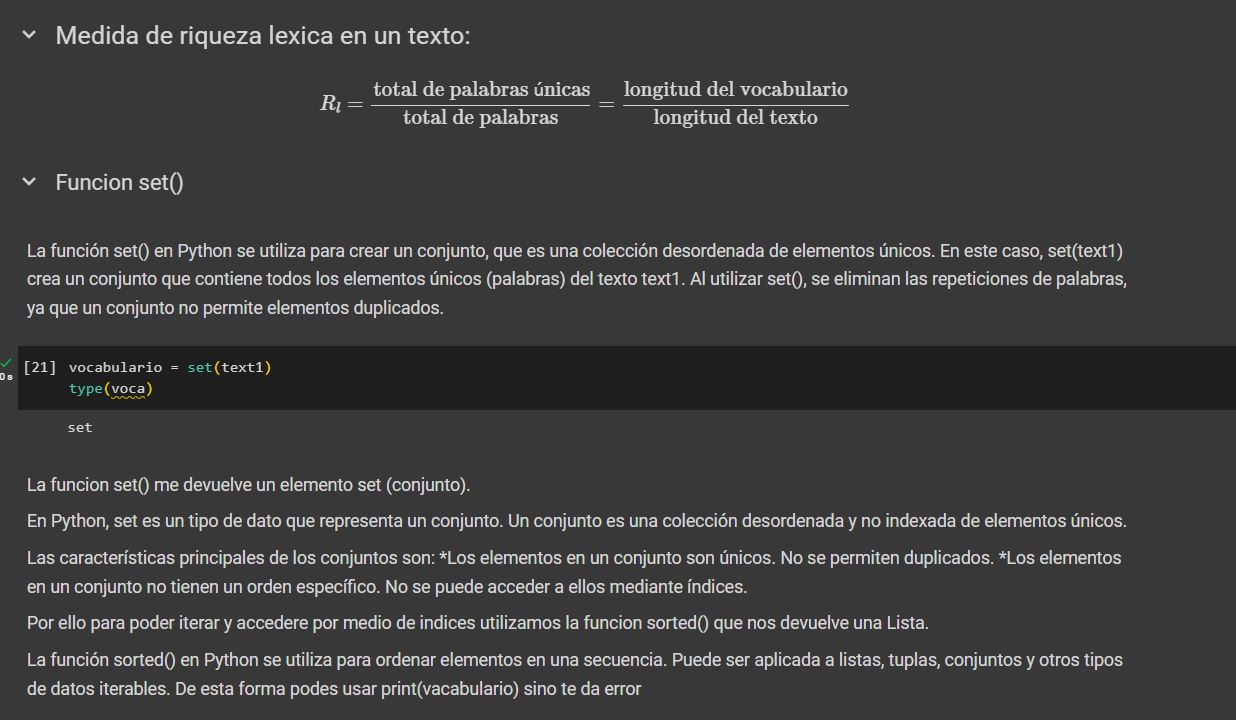 Medida de riqueza lexica en un texto:
R_l = total de palabras únicas / total de palabras = longitud del vocabulario / longitud del texto
Funcion set()
La función set() en Python se utiliza para crear un conjunto, que es una colección desordenada de elementos únicos. En este caso, set(text1)
crea un conjunto que contiene todos los elementos únicos (palabras) del texto text1. Al utilizar set(), se eliminan las repeticiones de palabras,
ya que un conjunto no permite elementos duplicados.
[21] vocabulario = set(text1)
0s
type(voca)
set
La funcion set() me devuelve un elemento set (conjunto).
En Python, set es un tipo de dato que representa un conjunto. Un conjunto es una colección desordenada y no indexada de elementos únicos.
Las características principales de los conjuntos son: *Los elementos en un conjunto son únicos. No se permiten duplicados. *Los elementos
en un conjunto no tienen un orden específico. No se puede acceder a ellos mediante índices.
Por ello para poder iterar y accedere por medio de indices utilizamos la funcion sorted() que nos devuelve una Lista.
La función sorted() en Python se utiliza para ordenar elementos en una secuencia. Puede ser aplicada a listas, tuplas, conjuntos y otros tipos
de datos iterables. De esta forma podes usar print(vacabulario) sino te da error